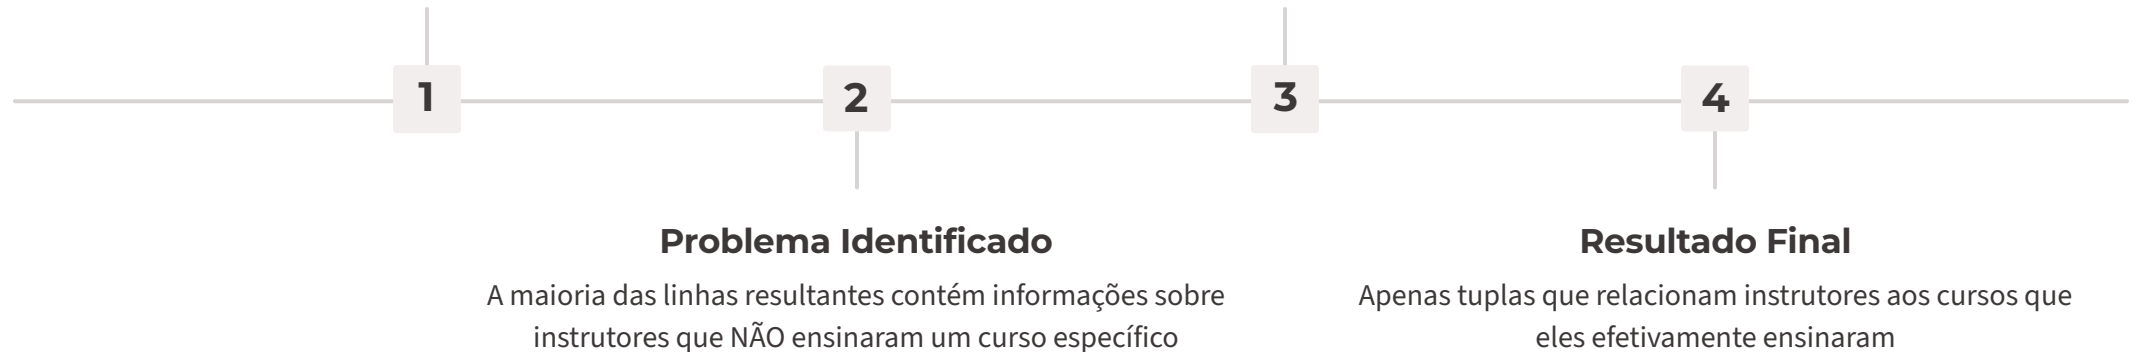 1
2
3
4
Problema Identificado
A maioria das linhas resultantes contém informações sobre
instrutores que NÃO ensinaram um curso específico
Resultado Final
Apenas tuplas que relacionam instrutores aos cursos que
eles efetivamente ensinaram